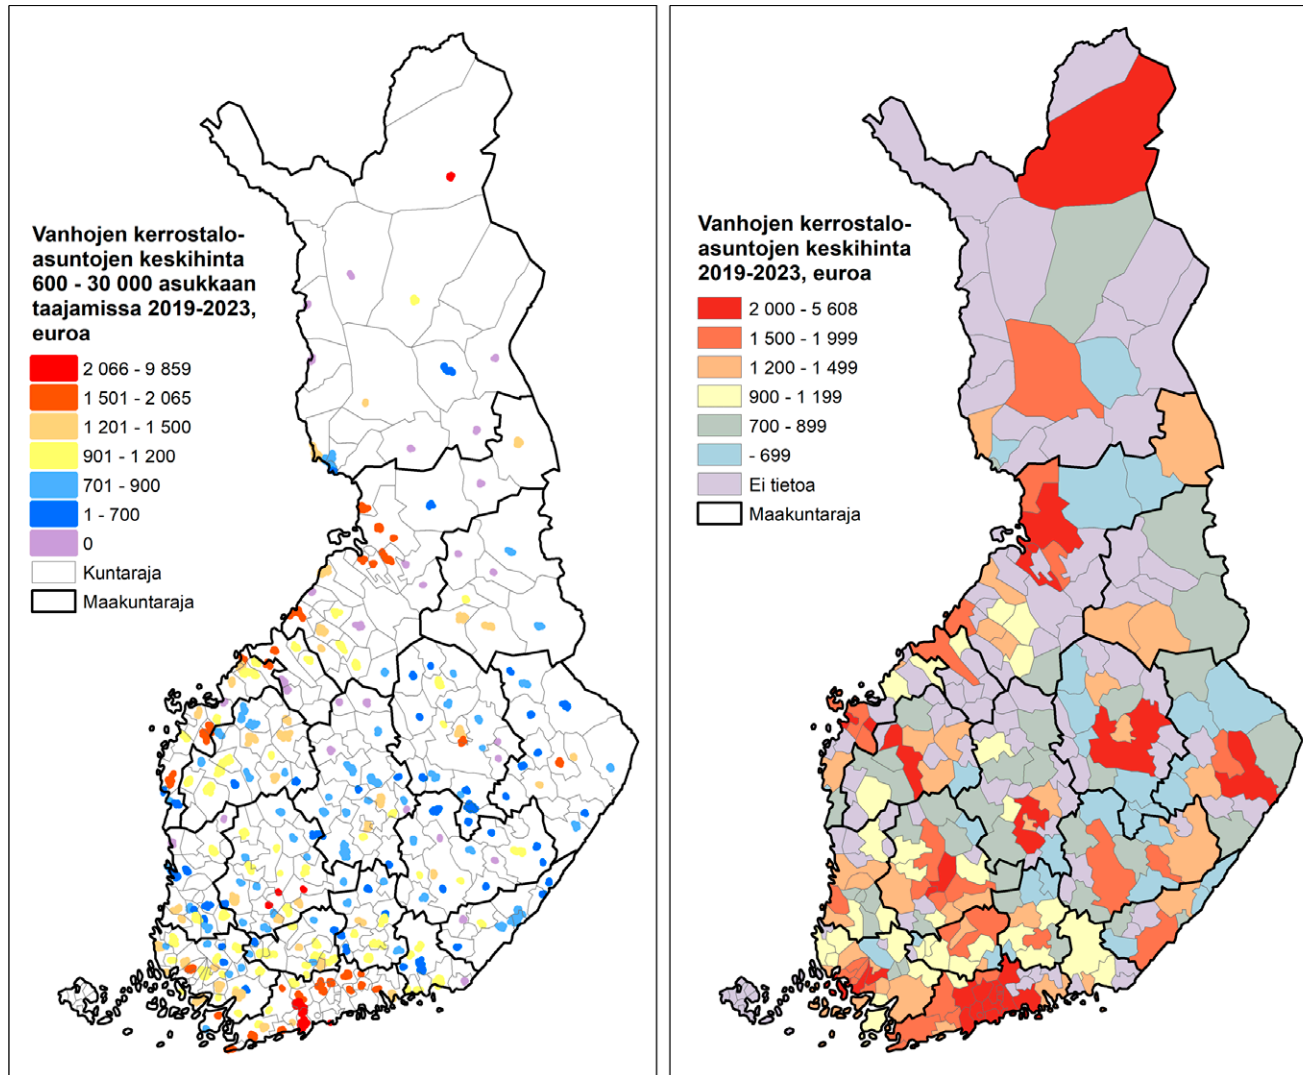 Vanhojen kerrostalo-
asuntojen keskihinta
600 - 30 000 asukkaan
taajamissa 2019-2023,
euroa
2 066 - 9 859
1 501 - 2 065
1 201 - 1 500
901 - 1 200
701 - 900
1 - 700
0
Kuntaraja
Maakuntaraja
Vanhojen kerrostalo-
asuntojen keskihinta
2019-2023, euroa
2 000 - 5 608
1 500 - 1 999
1 200 - 1 499
900 - 1 199
700 - 899
- 699
Ei tietoa
Maakuntaraja